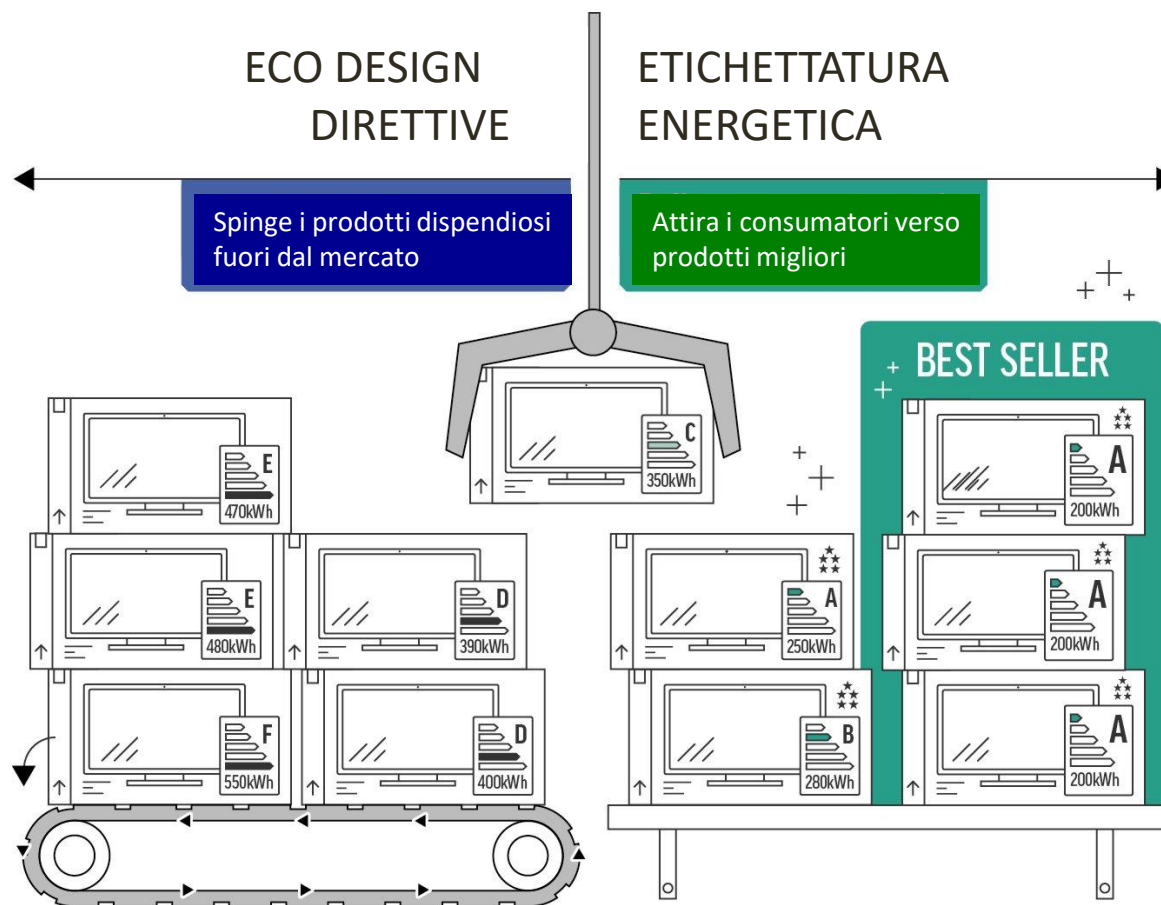 ECO DESIGN
DIRETTIVE
ETICHETTATURA
ENERGETICA
Spinge i prodotti dispendiosi
fuori dal mercato
Attira i consumatori verso
prodotti migliori
BEST SELLER
C
350kWh
E
470kWh
A
200kWh
E
480kWh
D
390kWh
A
250kWh
A
200kWh
F
550kWh
D
400kWh
B
280kWh
A
200kWh